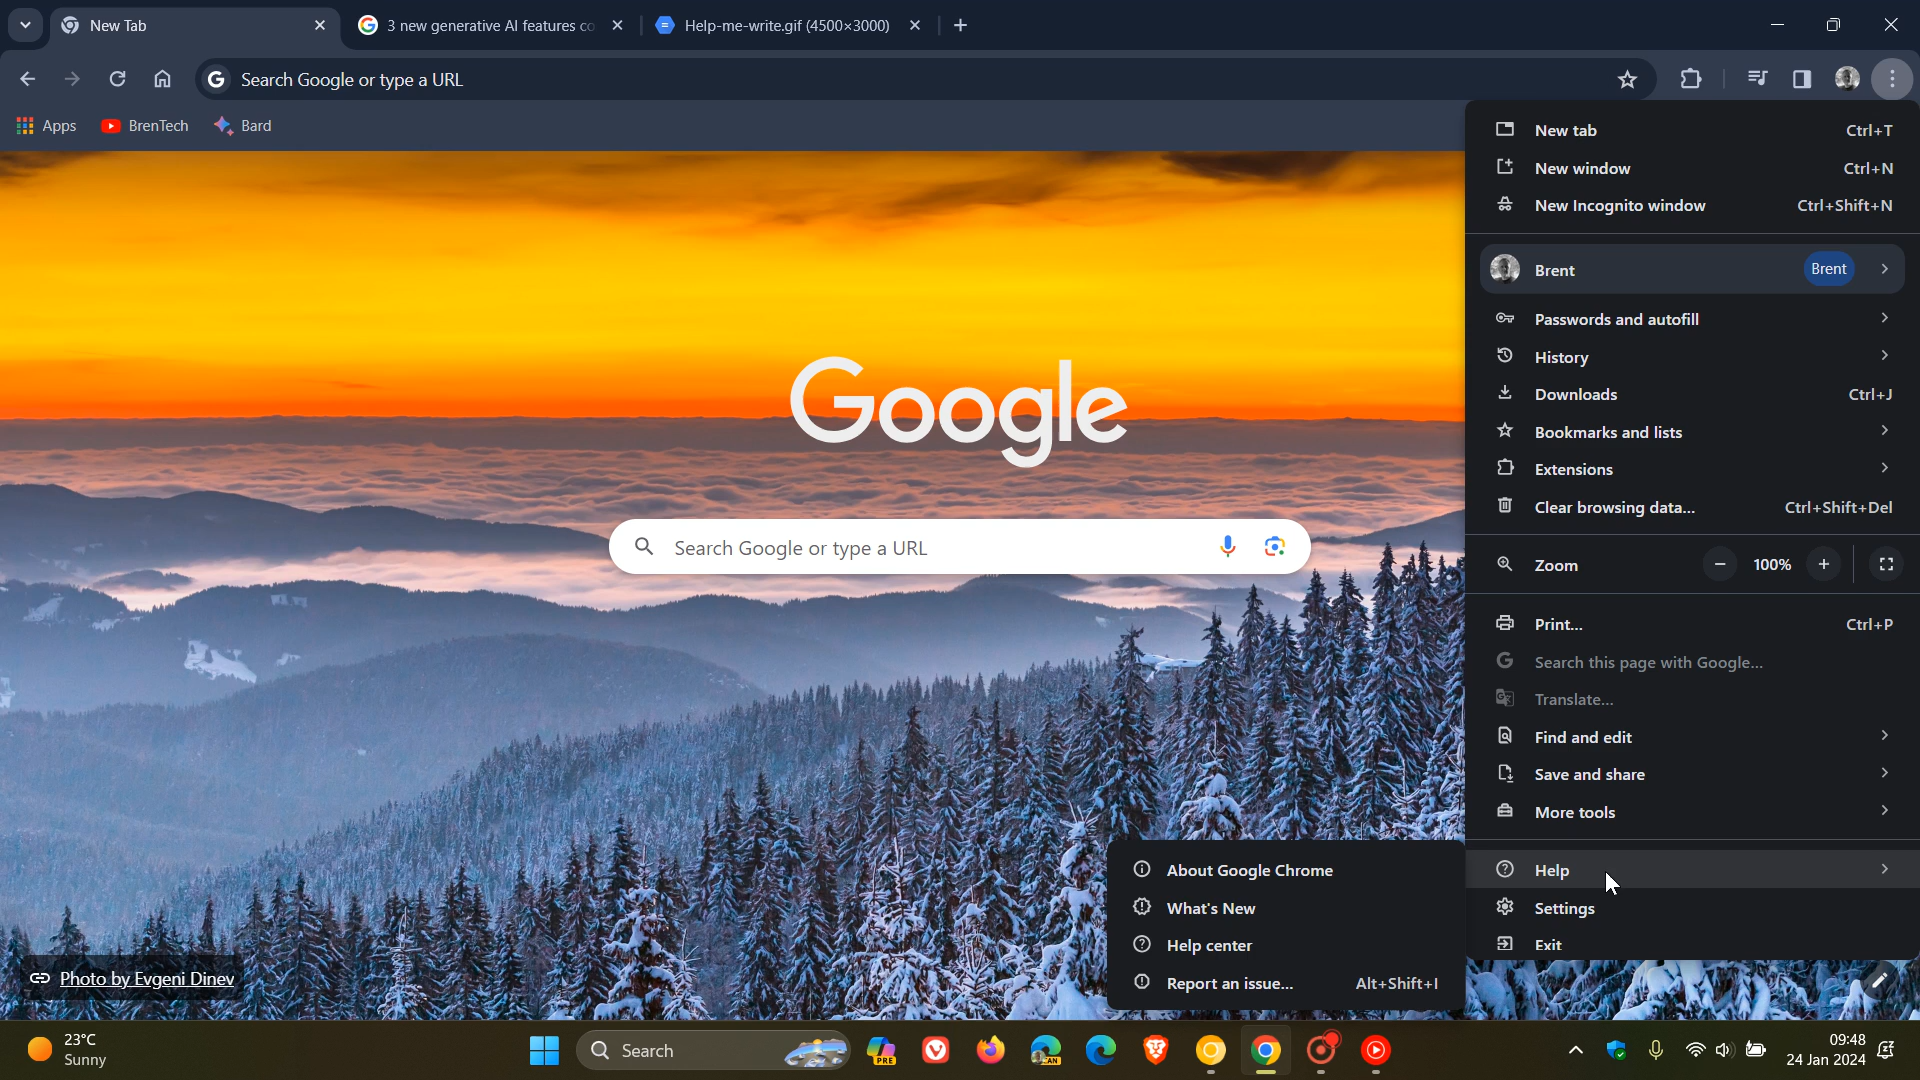 New Tab
3 new generative AI features co
Help-me-write.gif (4500×3000)
Search Google or type a URL
Apps
BrenTech
Bard
Google
Search Google or type a URL
Photo by Evgeni Dinev
New tab Ctrl+T
New window Ctrl+N
New Incognito window Ctrl+Shift+N
Brent Brent
Passwords and autofill
History
Downloads Ctrl+J
Bookmarks and lists
Extensions
Clear browsing data... Ctrl+Shift+Del
Zoom 100%
Print... Ctrl+P
Search this page with Google...
Translate...
Find and edit
Save and share
More tools
Help
Settings
Exit
About Google Chrome
What's New
Help center
Report an issue... Alt+Shift+I
23°C
Sunny
Search
PRE
CAN
09:48
24 Jan 2024